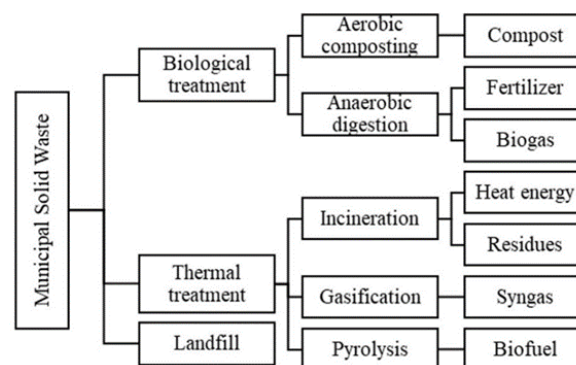 Municipal Solid Waste
Biological
treatment
Aerobic
composting
Compost
Anaerobic
digestion
Fertilizer
Biogas
Thermal
treatment
Incineration
Heat energy
Residues
Gasification
Syngas
Pyrolysis
Biofuel
Landfill